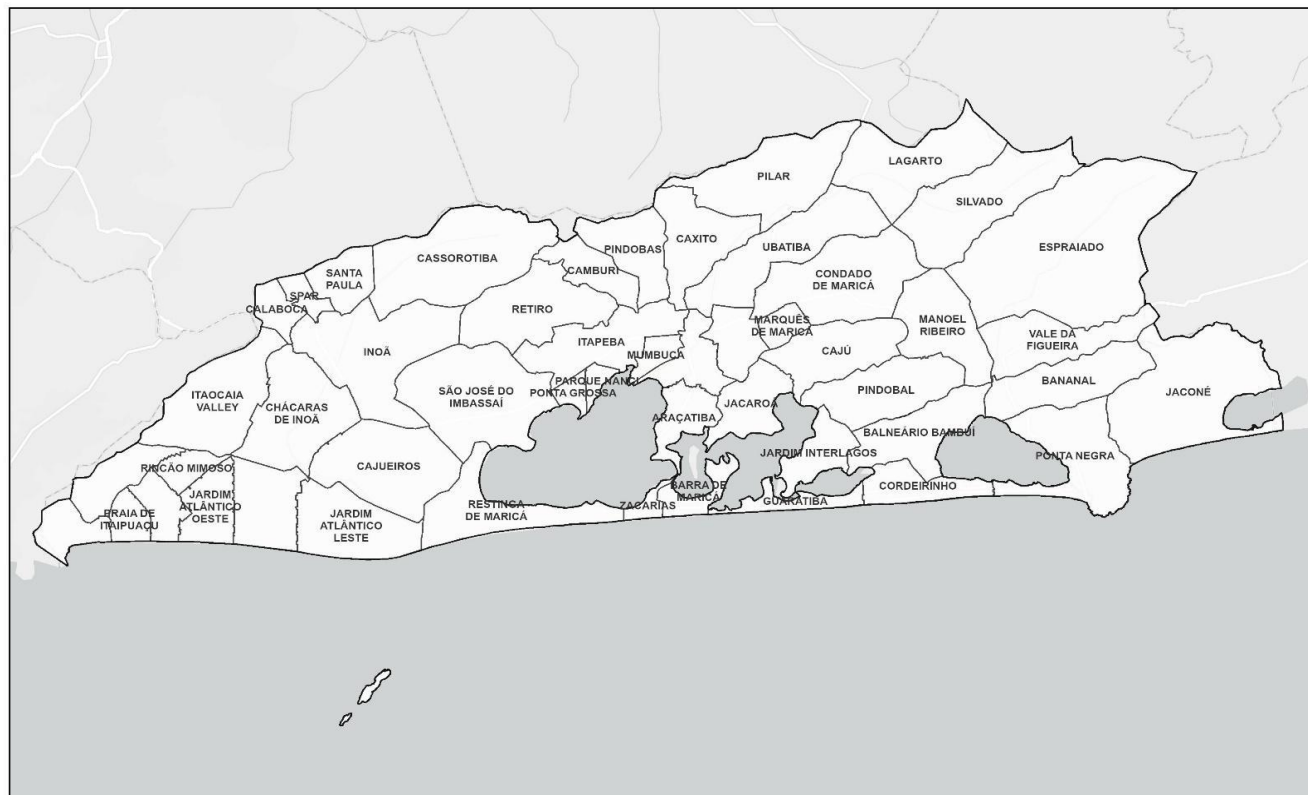 LAGARTO
PILAR
SILVADO
CAXITO
UBATIBA
ESPRAIADO
PINDOBAS
CASSOROTIBA
CAMBURI
SANTA
PAULA
CONDADO
DE MARICÁ
SPAR
CALABOCA
RETIRO
MARQUÊS
DE MARICÁ
MANOEL
RIBEIRO
VALE DA
FIGUEIRA
ITAPEBA
INOÃ
CAJÚ
MUMBUCA
PARQUE NANCI
BANANAL
SÃO JOSÉ DO
IMBASSAÍ
PONTA GROSSA
PINDOBAL
JACONÉ
ITAOCAIA
VALLEY
CHÁCARAS
DE INOÃ
JACAROÁ
ARAÇATIBA
BALNEÁRIO BAMBUÍ
JARDIM INTERLAGOS
PONTA NEGRA
RINCÃO MIMOSO
CAJUEIROS
BARRA DE
MARICÁ
CORDEIRINHO
JARDIM
ATLÂNTICO
OESTE
RESTINGA
DE MARICÁ
ZACARIAS
GUARATIBA
PRAIA DE
ITAIPUAÇU
JARDIM
ATLÂNTICO
LESTE